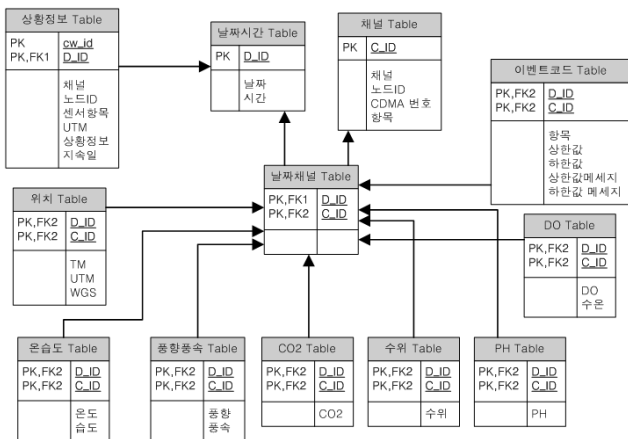 상황정보 Table
PK cw_id
PK,FK1 D_ID
채널
노드ID
센서항목
UTM
상황정보
지속일
날짜시간 Table
PK D_ID
날짜
시간
채널 Table
PK C_ID
채널
노드ID
CDMA 번호
항목
이벤트코드 Table
PK,FK2 D_ID
PK,FK2 C_ID
항목
상한값
하한값
상한값메세지
하한값 메세지
날짜채널 Table
PK,FK1 D_ID
PK,FK2 C_ID
위치 Table
PK,FK2 D_ID
PK,FK2 C_ID
TM
UTM
WGS
DO Table
PK,FK2 D_ID
PK,FK2 C_ID
DO
수온
온습도 Table
PK,FK2 D_ID
PK,FK2 C_ID
온도
습도
풍향풍속 Table
PK,FK2 D_ID
PK,FK2 C_ID
풍향
풍속
CO2 Table
PK,FK2 D_ID
PK,FK2 C_ID
CO2
수위 Table
PK,FK2 D_ID
PK,FK2 C_ID
수위
PH Table
PK,FK2 D_ID
PK,FK2 C_ID
PH